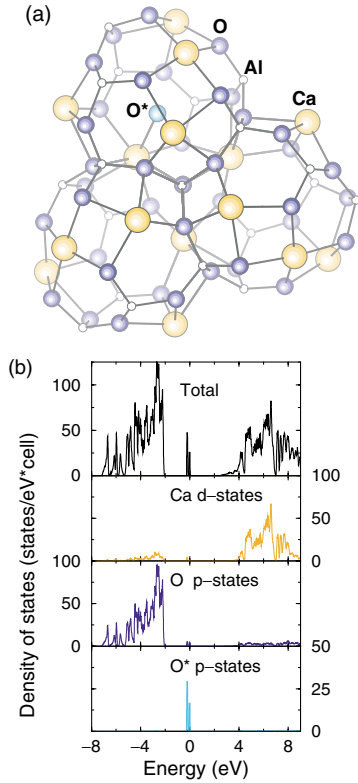 (a)
O
Al
O*
Ca
(b)
Density of states (states/eV*cell)
100
50
0
Total
100
50
0
Ca d–states
100
50
0
O p–states
50
25
0
O* p–states
−8 −4 0 4 8
Energy (eV)